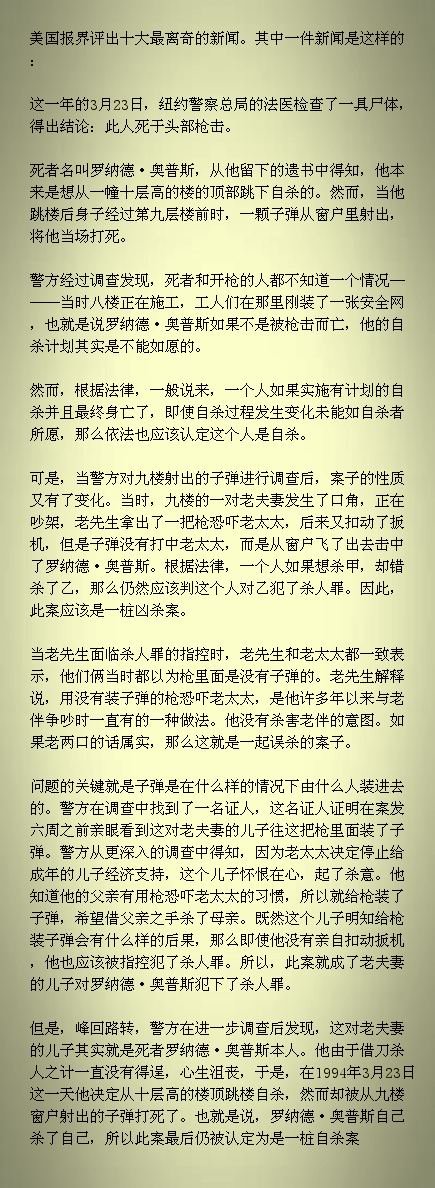 美国报界评出十大最离奇的新闻。其中一件新闻是这样的
：
这一年的3月23日，纽约警察总局的法医检查了一具尸体，
得出结论：此人死于头部枪击。
死者名叫罗纳德·奥普斯，从他留下的遗书中得知，他本
来是想从一幢十层高的楼的顶部跳下自杀的。然而，当他
跳楼后身子经过第九层楼前时，一颗子弹从窗户里射出，
将他当场打死。
警方经过调查发现，死者和开枪的人都不知道一个情况—
——当时八楼正在施工，工人们在那里刚装了一张安全网
，也就是说罗纳德·奥普斯如果不是被枪击而亡，他的自
杀计划其实是不能如愿的。
然而，根据法律，一般说来，一个人如果实施有计划的自
杀并且最终身亡了，即使自杀过程发生变化未能如自杀者
所愿，那么依法也应该认定这个人是自杀。
可是，当警方对九楼射出的子弹进行调查后，案子的性质
又有了变化。当时，九楼的一对老夫妻发生了口角，正在
吵架，老先生拿出了一把枪恐吓老太太，后来又扣动了扳
机，但是子弹没有打中老太太，而是从窗户飞了出去击中
了罗纳德·奥普斯。根据法律，一个人如果想杀甲，却错
杀了乙，那么仍然应该判这个人对乙犯了杀人罪。因此，
此案应该是一桩凶杀案。
当老先生面临杀人罪的指控时，老先生和老太太都一致表
示，他们俩当时都以为枪里面是没有子弹的。老先生解释
说，用没有装子弹的枪恐吓老太太，是他许多年以来与老
伴争吵时一直有的一种做法。他没有杀害老伴的意图。如
果老两口的话属实，那么这就是一起误杀的案子。
问题的关键就是子弹是在什么样的情况下由什么人装进去
的。警方在调查中找到了一名证人，这名证人证明在案发
六周之前亲眼看到这对老夫妻的儿子往这把枪里面装了子
弹。警方从更深入的调查中得知，因为老太太决定停止给
成年的儿子经济支持，这个儿子怀恨在心，起了杀意。他
知道他的父亲有用枪恐吓老太太的习惯，所以就给枪装了
子弹，希望借父亲之手杀了母亲。既然这个儿子明知给枪
装子弹会有什么样的后果，那么即使他没有亲自扣动扳机
，他也应该被指控犯了杀人罪。所以，此案就成了老夫妻
的儿子对罗纳德·奥普斯犯下了杀人罪。
但是，峰回路转，警方在进一步调查后发现，这对老夫妻
的儿子其实就是死者罗纳德·奥普斯本人。他由于借刀杀
人之计一直没有得逞，心生沮丧，于是，在1994年3月23日
这一天他决定从十层高的楼顶跳楼自杀，然而却被从九楼
窗户射出的子弹打死了。也就是说，罗纳德·奥普斯自己
杀了自己，所以此案最后仍被认定为是一桩自杀案